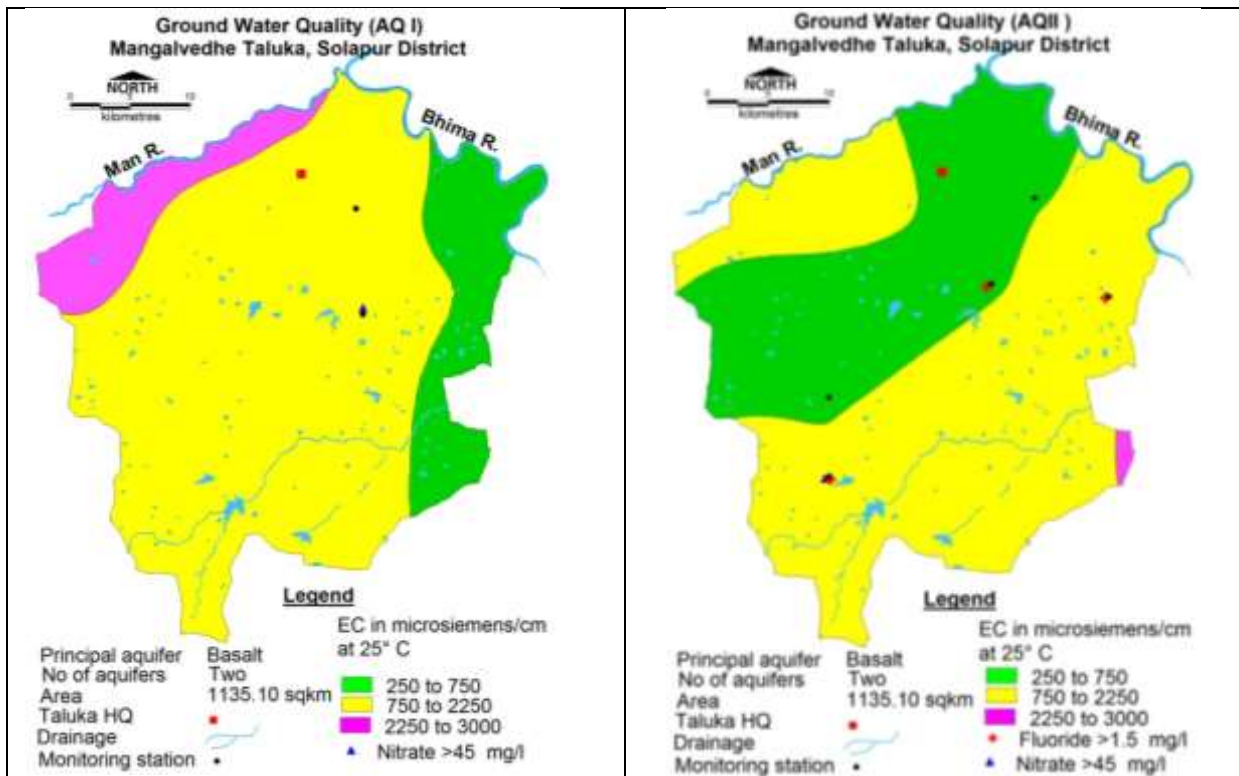 Ground Water Quality (AQ I)
Mangalvedhe Taluka, Solapur District
NORTH
kilometres
Man R.
Bhima R.
Legend
Principal aquifer Basalt
No of aquifers Two
Area 1135.10 sqkm
Taluka HQ
Drainage
Monitoring station
EC in microsiemens/cm
at 25° C
250 to 750
750 to 2250
2250 to 3000
Nitrate >45 mg/l
Ground Water Quality (AQII )
Mangalvedhe Taluka, Solapur District
NORTH
kilometres
Man R.
Bhima R.
Legend
Principal aquifer Basalt
No of aquifers Two
Area 1135.10 sqkm
Taluka HQ
Drainage
Monitoring station
EC in microsiemens/cm
at 25° C
250 to 750
750 to 2250
2250 to 3000
Fluoride >1.5 mg/l
Nitrate >45 mg/l